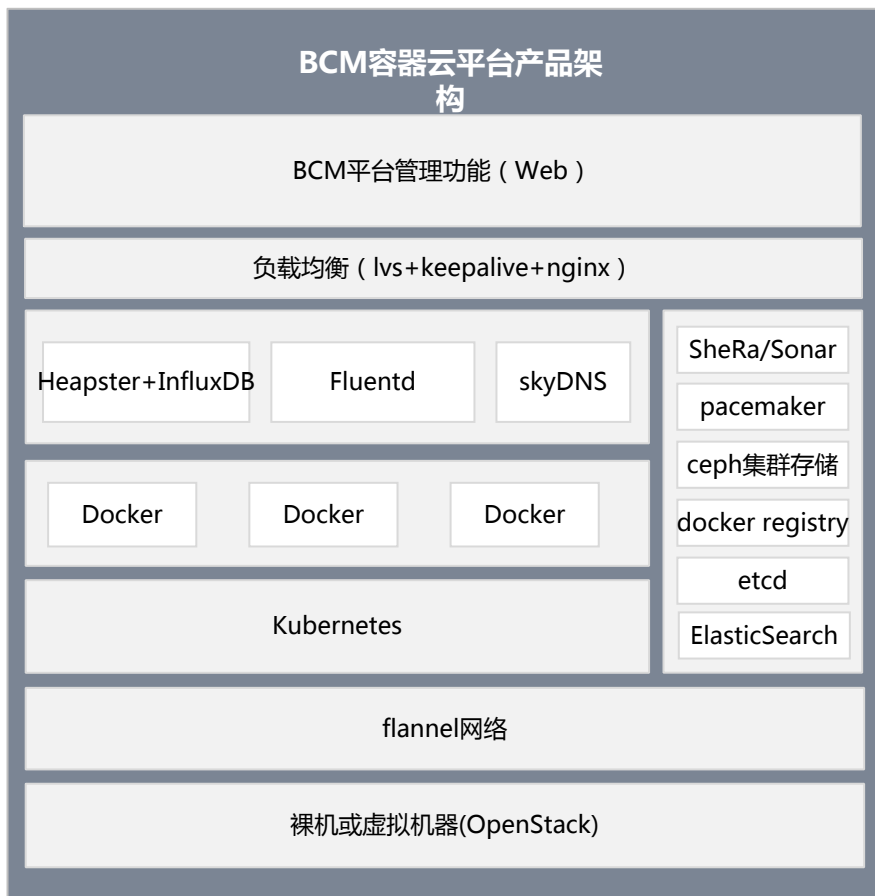 BCM容器云平台产品架
构
BCM平台管理功能（Web）
负载均衡（lvs+keepalive+nginx）
Heapster+InfluxDB
Fluentd
skyDNS
Docker
Docker
Docker
Kubernetes
SheRa/Sonar
pacemaker
ceph集群存储
docker registry
etcd
ElasticSearch
flannel网络
裸机或虚拟机器(OpenStack)